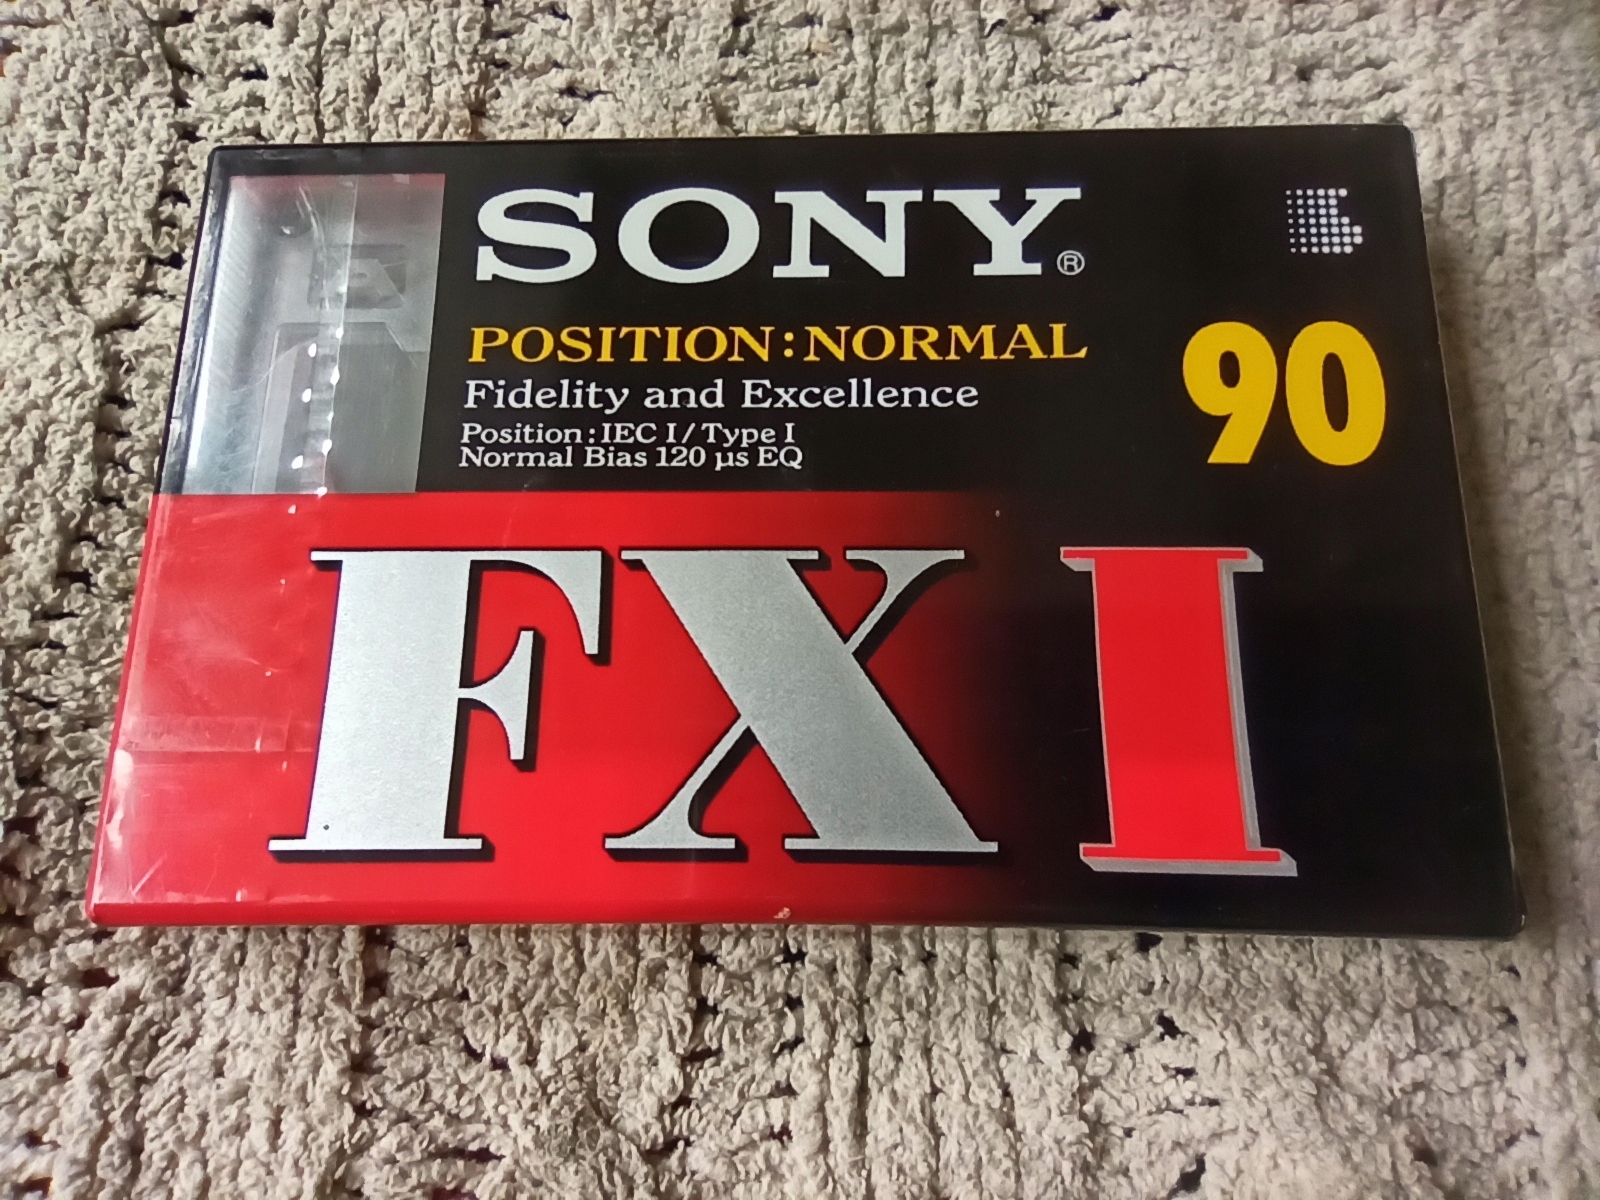 SONY®
POSITION:NORMAL
90
Fidelity and Excellence
Position:IEC I/Type I
Normal Bias 120 µs EQ
FX I